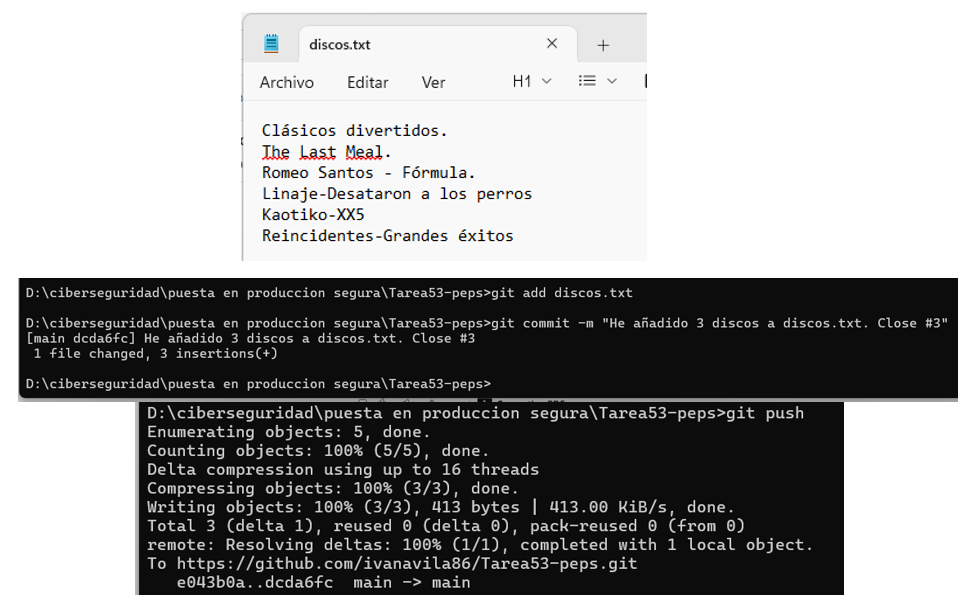 discos.txt
Archivo Editar Ver H1
Clásicos divertidos.
The Last Meal.
Romeo Santos - Fórmula.
Linaje-Desataron a los perros
Kaotiko-XX5
Reincidentes-Grandes éxitos
D:\ciberseguridad\puesta en produccion segura\Tarea53-peps>git add discos.txt
D:\ciberseguridad\puesta en produccion segura\Tarea53-peps>git commit -m "He añadido 3 discos a discos.txt. Close #3"
[main dcda6fc] He añadido 3 discos a discos.txt. Close #3
1 file changed, 3 insertions(+)
D:\ciberseguridad\puesta en produccion segura\Tarea53-peps>
D:\ciberseguridad\puesta en produccion segura\Tarea53-peps>git push
Enumerating objects: 5, done.
Counting objects: 100% (5/5), done.
Delta compression using up to 16 threads
Compressing objects: 100% (3/3), done.
Writing objects: 100% (3/3), 413 bytes | 413.00 KiB/s, done.
Total 3 (delta 1), reused 0 (delta 0), pack-reused 0 (from 0)
remote: Resolving deltas: 100% (1/1), completed with 1 local object.
To https://github.com/ivanavila86/Tarea53-peps.git
e043b0a..dcda6fc main -> main